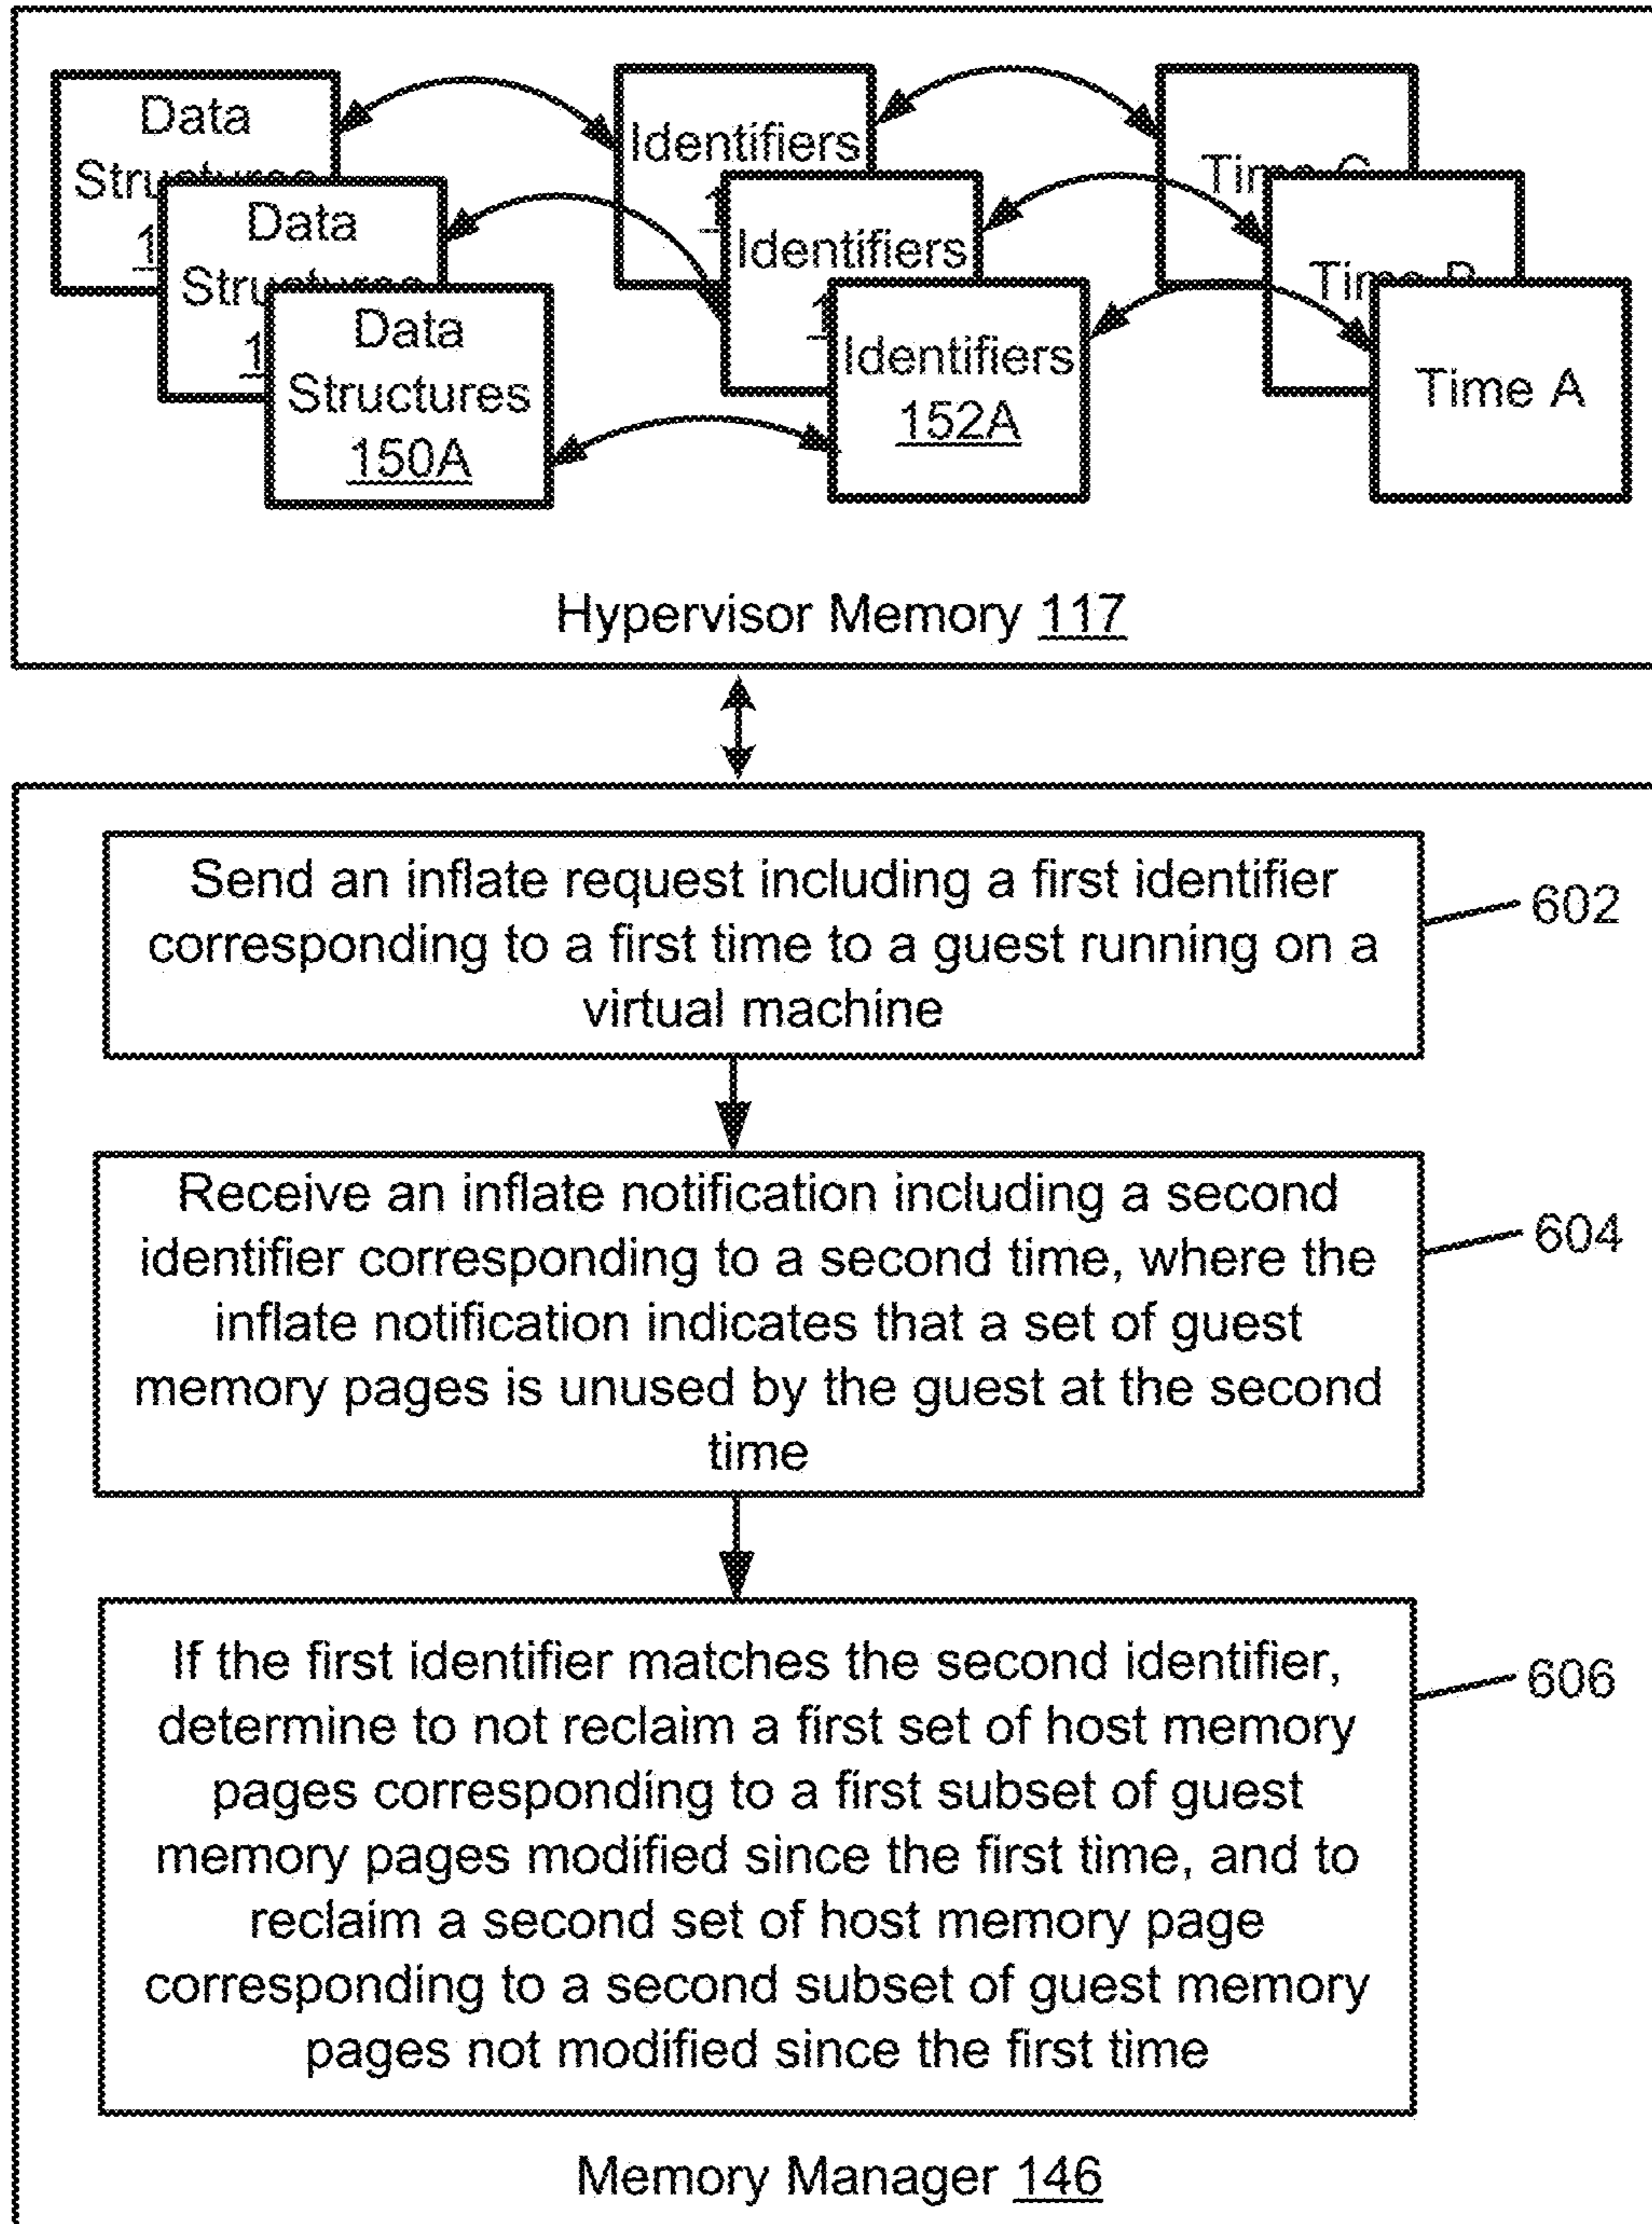 Data
Structures
Identifiers
Time C
Data
Structures
Identifiers
Time B
Data
Structures
150A
Identifiers
152A
Time A
Hypervisor Memory 117
Send an inflate request including a first identifier
corresponding to a first time to a guest running on a
virtual machine
602
Receive an inflate notification including a second
identifier corresponding to a second time, where the
inflate notification indicates that a set of guest
memory pages is unused by the guest at the second
time
604
If the first identifier matches the second identifier,
determine to not reclaim a first set of host memory
pages corresponding to a first subset of guest
memory pages modified since the first time, and to
reclaim a second set of host memory page
corresponding to a second subset of guest memory
pages not modified since the first time
606
Memory Manager 146